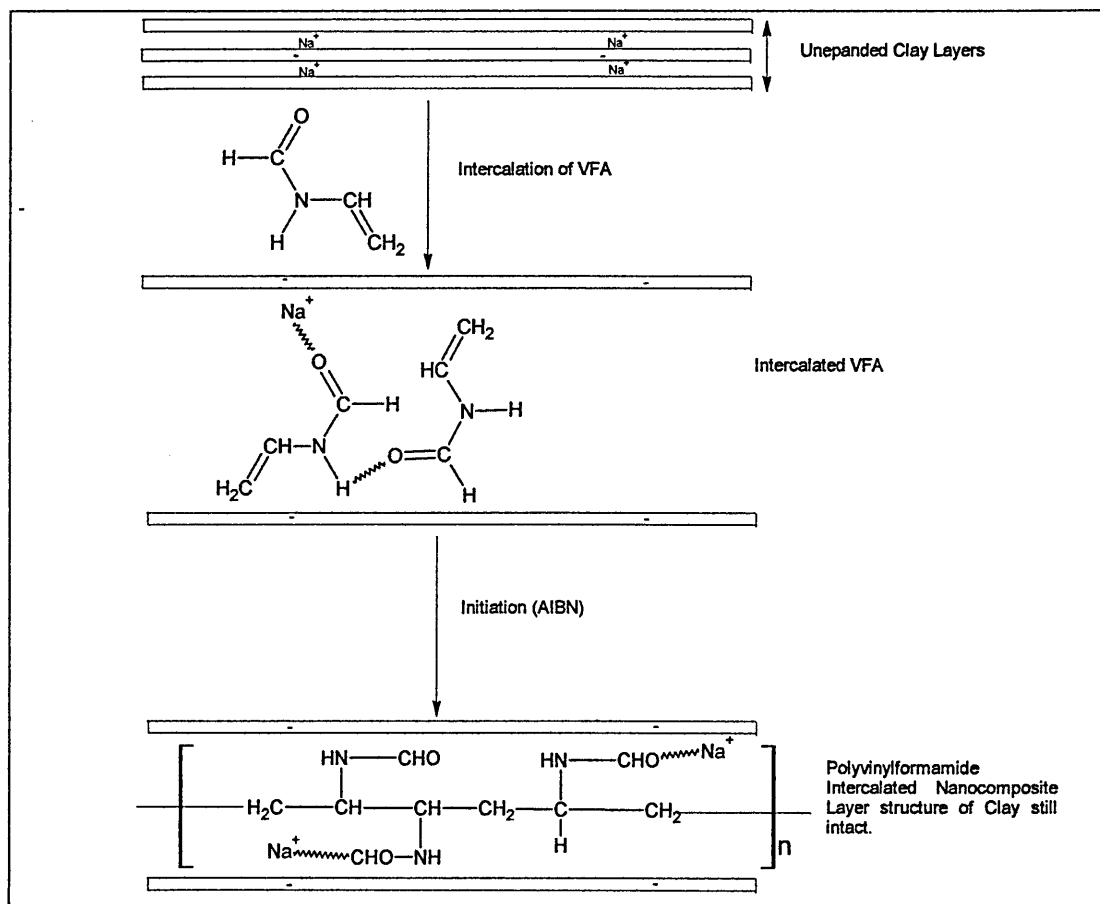 Na+ Na+
Unepanded Clay Layers
Na+ Na+
O
H C
Intercalation of VFA
N CH
H CH2
Na+
CH2
O
HC
Intercalated VFA
C H
N H
CH N
O C
H2C H
H
Initiation (AIBN)
HN CHO HN CHO Na+
Polyvinylformamide
Intercalated Nanocomposite
Layer structure of Clay still
intact.
H2C CH CH CH2 C CH2
Na+ CHO NH H
n